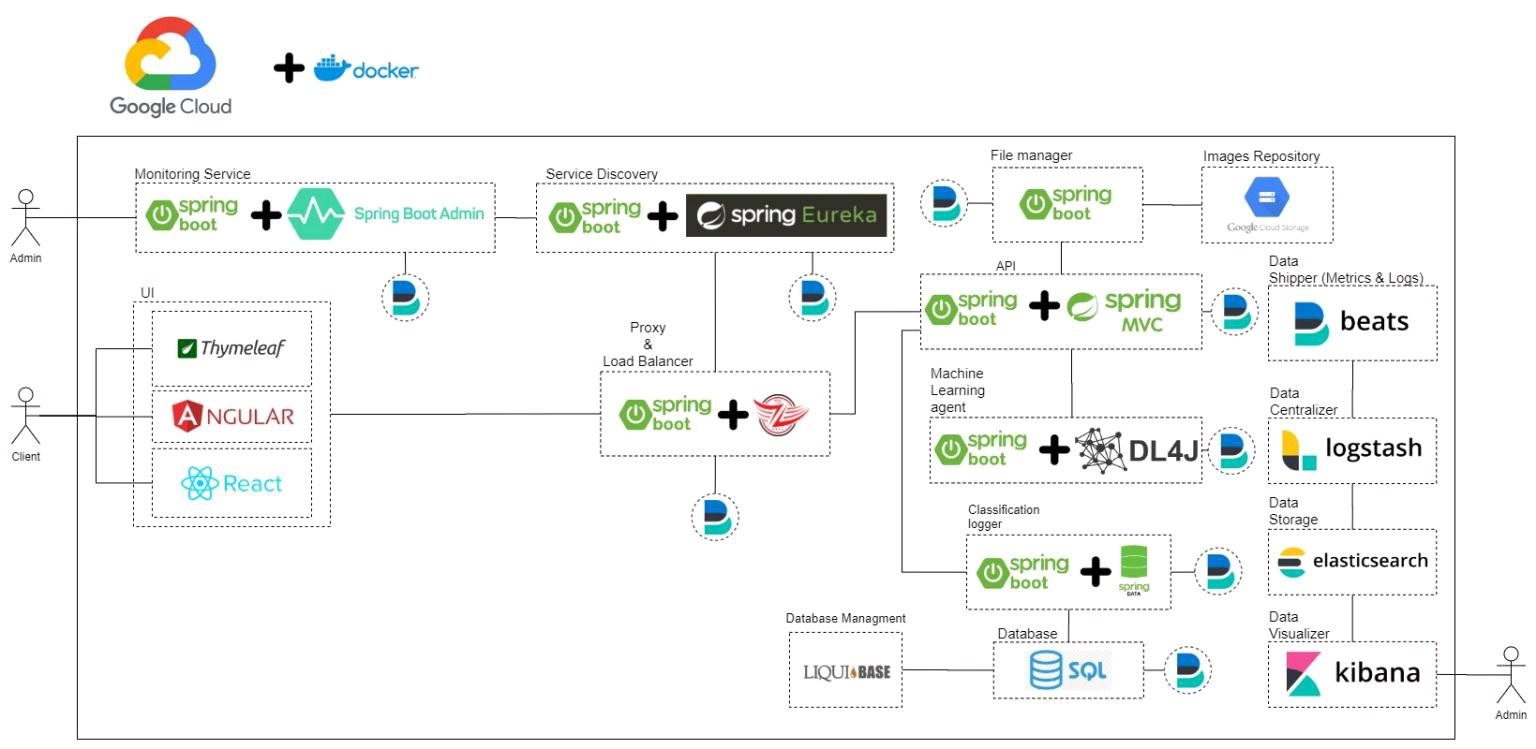 Google Cloud
docker
Monitoring Service
spring
boot
Spring Boot Admin
Service Discovery
spring
boot
spring Eureka
File manager
spring
boot
Images Repository
Google Cloud Storage
Admin
UI
Thymeleaf
ANGULAR
React
Client
Proxy
&
Load Balancer
spring
boot
API
spring
boot
spring
MVC
Machine
Learning
agent
spring
boot
DL4J
Classification
logger
spring
boot
spring
DATA
Database Managment
LIQUIBASE
Database
SQL
Data
Shipper (Metrics & Logs)
beats
Data
Centralizer
logstash
Data
Storage
elasticsearch
Data
Visualizer
kibana
Admin